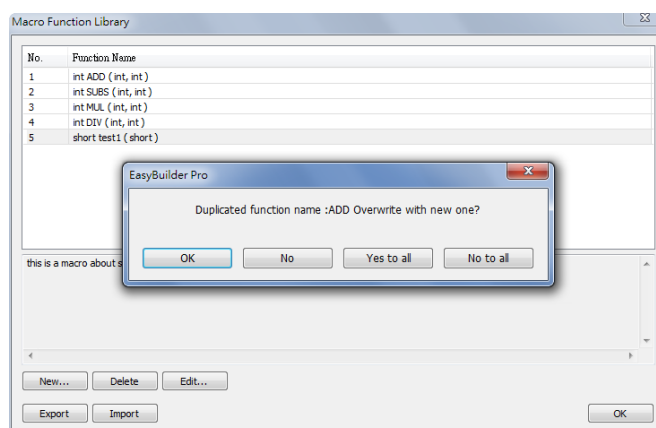 Macro Function Library
No. Function Name
1 int ADD ( int, int )
2 int SUBS ( int, int )
3 int MUL ( int, int )
4 int DIV ( int, int )
5 short test1 ( short )
EasyBuilder Pro
Duplicated function name :ADD Overwrite with new one?
OK No Yes to all No to all
this is a macro about s
New... Delete Edit...
Export Import OK